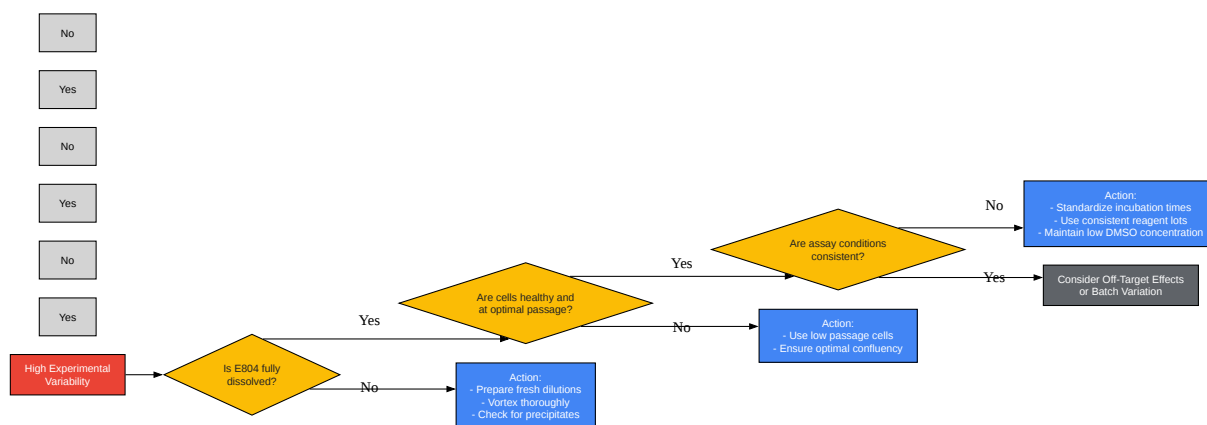 No
Yes
No
Yes
No
Yes
High Experimental
Variability
Is E804 fully
dissolved?
Yes
No
Action:
- Prepare fresh dilutions
- Vortex thoroughly
- Check for precipitates
Are cells healthy and
at optimal passage?
Yes
No
Action:
- Use low passage cells
- Ensure optimal confluency
Are assay conditions
consistent?
No
Yes
Action:
- Standardize incubation times
- Use consistent reagent lots
- Maintain low DMSO concentration
Consider Off-Target Effects
or Batch Variation